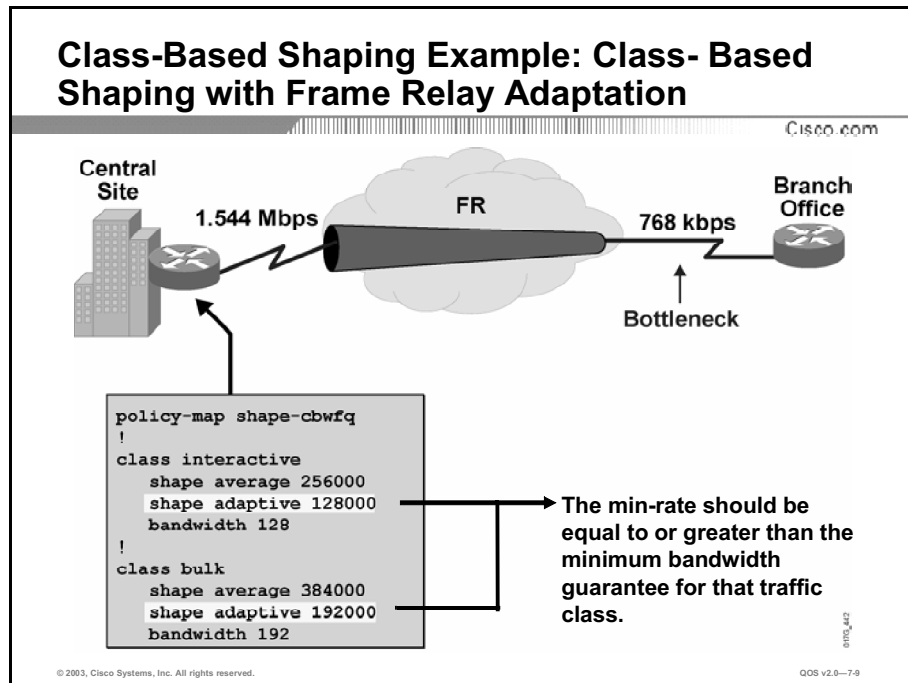 Class-Based Shaping Example: Class- Based
Shaping with Frame Relay Adaptation
Cisco.com
Central
Site
1.544 Mbps
FR
768 kbps
Branch
Office
Bottleneck
policy-map shape-cbwfq
!
class interactive
shape average 256000
shape adaptive 128000
bandwidth 128
!
class bulk
shape average 384000
shape adaptive 192000
bandwidth 192
The min-rate should be
equal to or greater than the
minimum bandwidth
guarantee for that traffic
class.
017G_442
© 2003, Cisco Systems, Inc. All rights reserved.
QOS v2.0—7-9